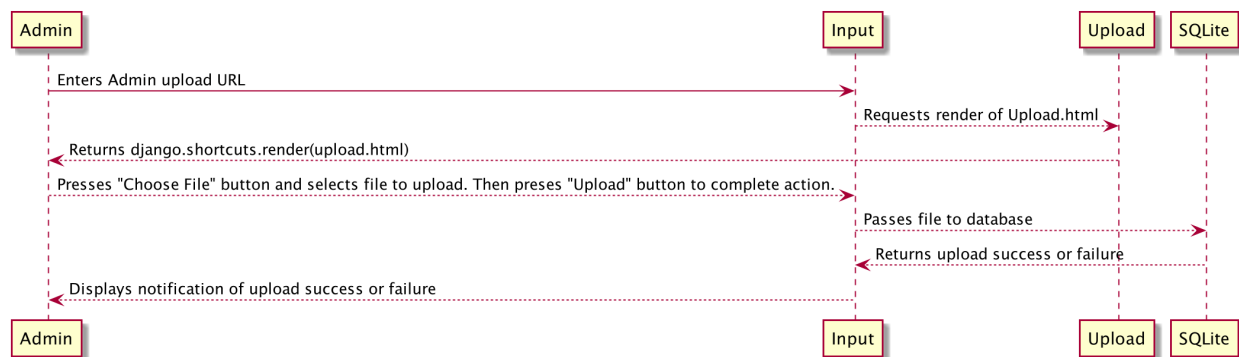 Admin Input Upload SQLite
Enters Admin upload URL
Requests render of Upload.html
Returns django.shortcuts.render(upload.html)
Presses "Choose File" button and selects file to upload. Then preses "Upload" button to complete action.
Passes file to database
Returns upload success or failure
Displays notification of upload success or failure
Admin Input Upload SQLite